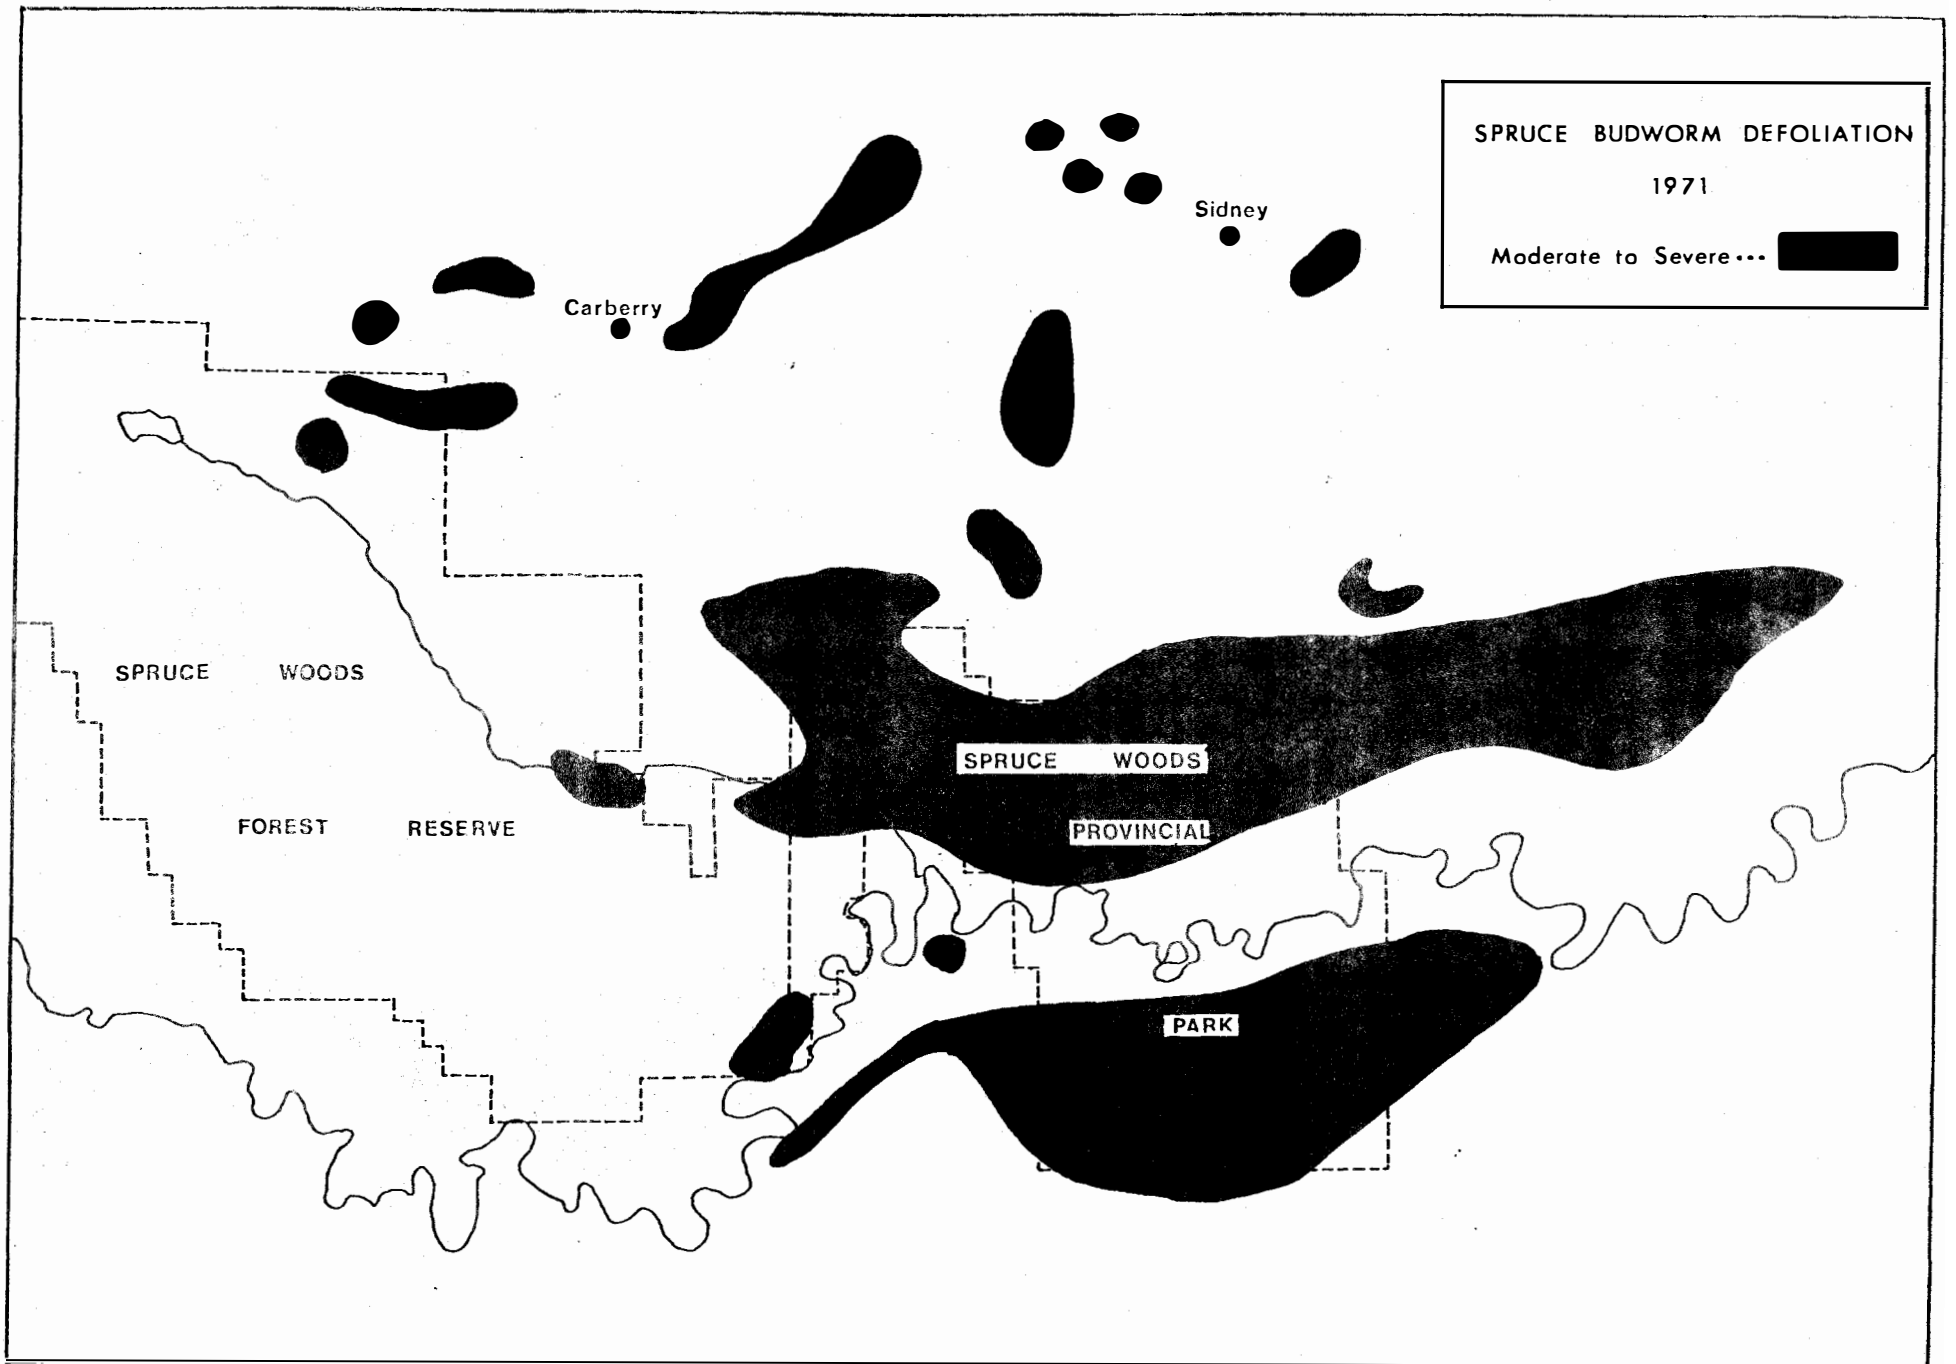 SPRUCE BUDWORM DEFOLIATION
1971
Moderate to Severe...
Sidney
Carberry
SPRUCE WOODS
FOREST RESERVE
SPRUCE WOODS
PROVINCIAL
PARK